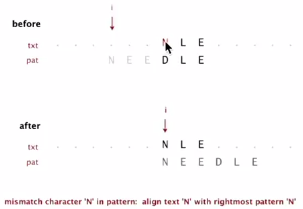 i
before
txt . . . . . . N L E . . . . . .
pat N E E D L E
i
after
txt . . . . . . N L E . . . . . .
pat N E E D L E
mismatch character 'N' in pattern: align text 'N' with rightmost pattern 'N'